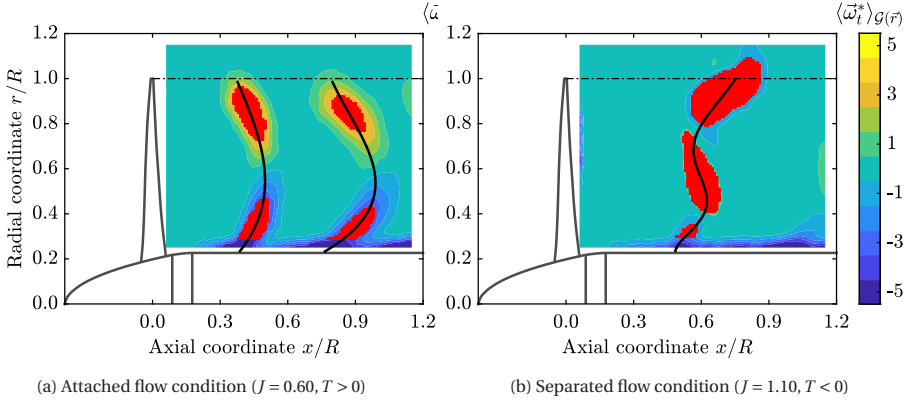 ⟨ω⃗*ₜ⟩𝒢(r⃗)
1.2
1.0
0.8
0.6
0.4
0.2
0.0
Radial coordinate r/R
0.0 0.3 0.6 0.9 1.2
Axial coordinate x/R
(a) Attached flow condition (J = 0.60, T > 0)
1.2
1.0
0.8
0.6
0.4
0.2
0.0
0.0 0.3 0.6 0.9 1.2
Axial coordinate x/R
(b) Separated flow condition (J = 1.10, T < 0)
5
3
1
-1
-3
-5